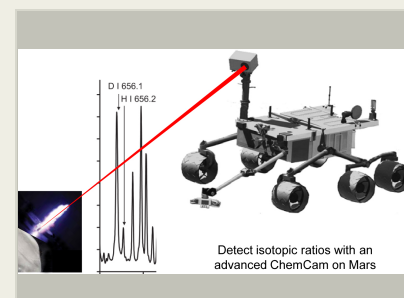 D I 656.1
H I 656.2
Detect isotopic ratios with an
advanced ChemCam on Mars